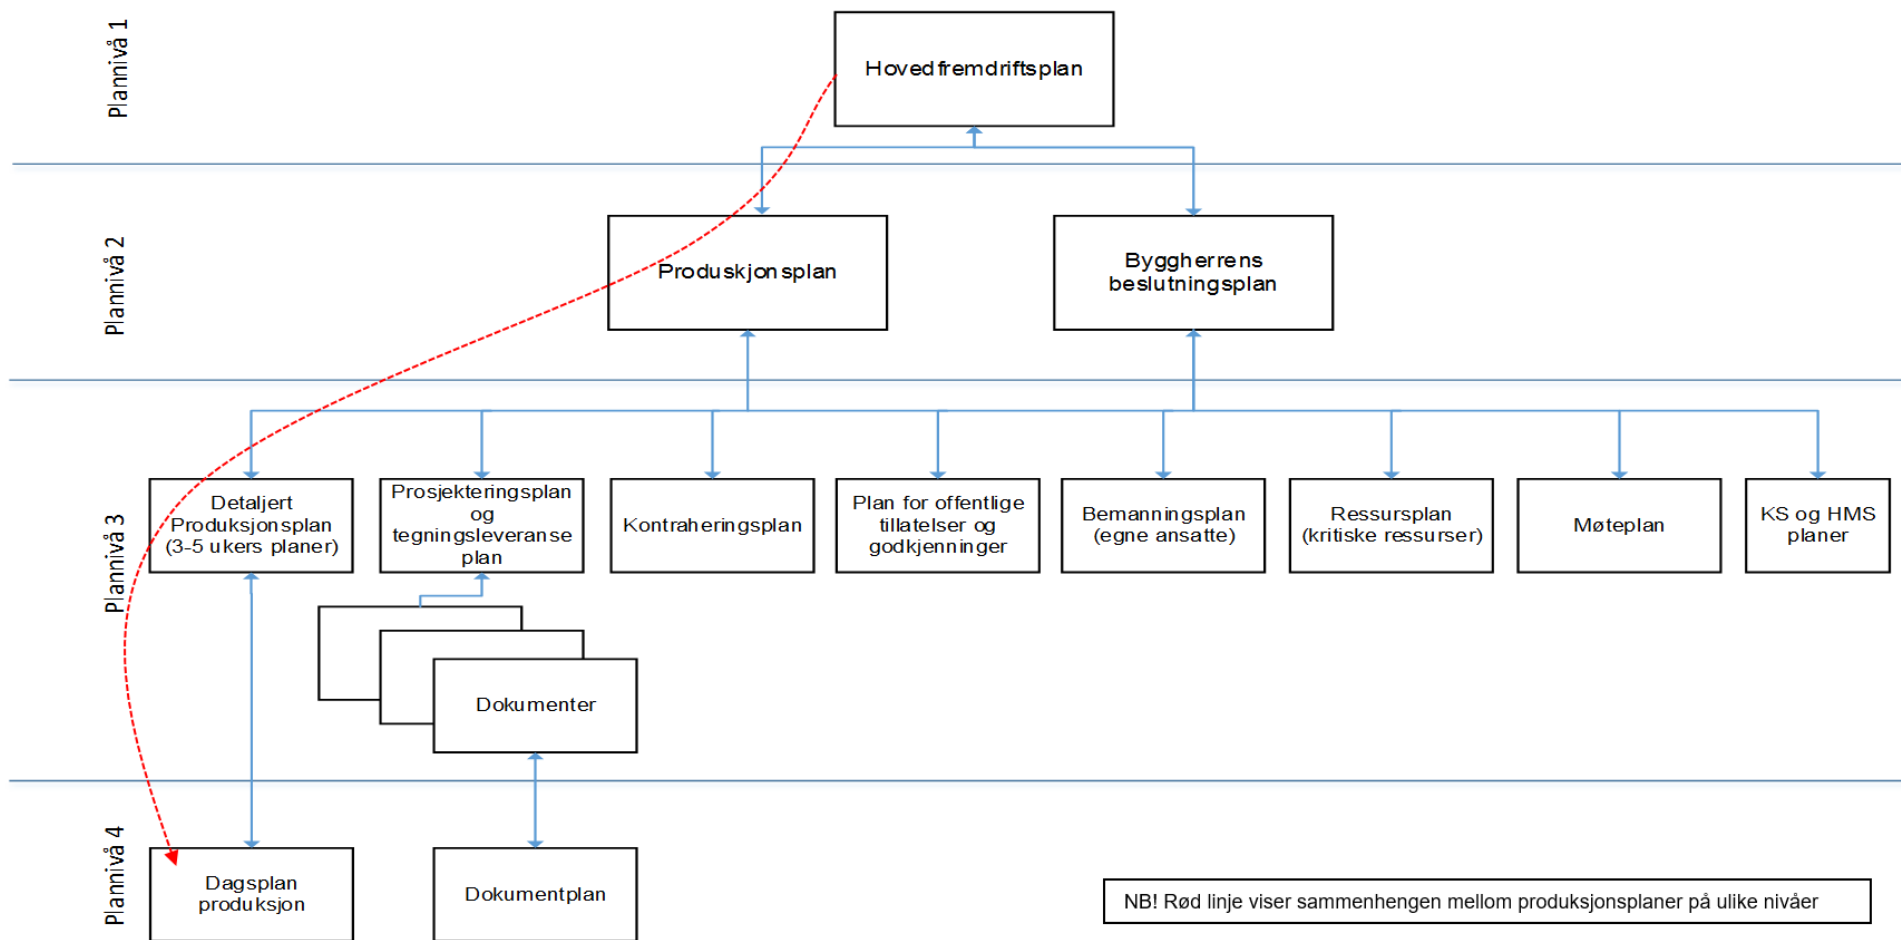 Plannivå 1
Hovedfremdriftsplan
Plannivå 2
Produskjonsplan
Byggherrens
beslutningsplan
Plannivå 3
Detaljert
Produksjonsplan
(3-5 ukers planer)
Prosjekteringsplan
og
tegningsleveranse
plan
Kontraheringsplan
Plan for offentlige
tillatelser og
godkjenninger
Bemanningsplan
(egne ansatte)
Ressursplan
(kritiske ressurser)
Møteplan
KS og HMS
planer
Dokumenter
Plannivå 4
Dagsplan
produksjon
Dokumentplan
NB! Rød linje viser sammenhengen mellom produksjonsplaner på ulike nivåer